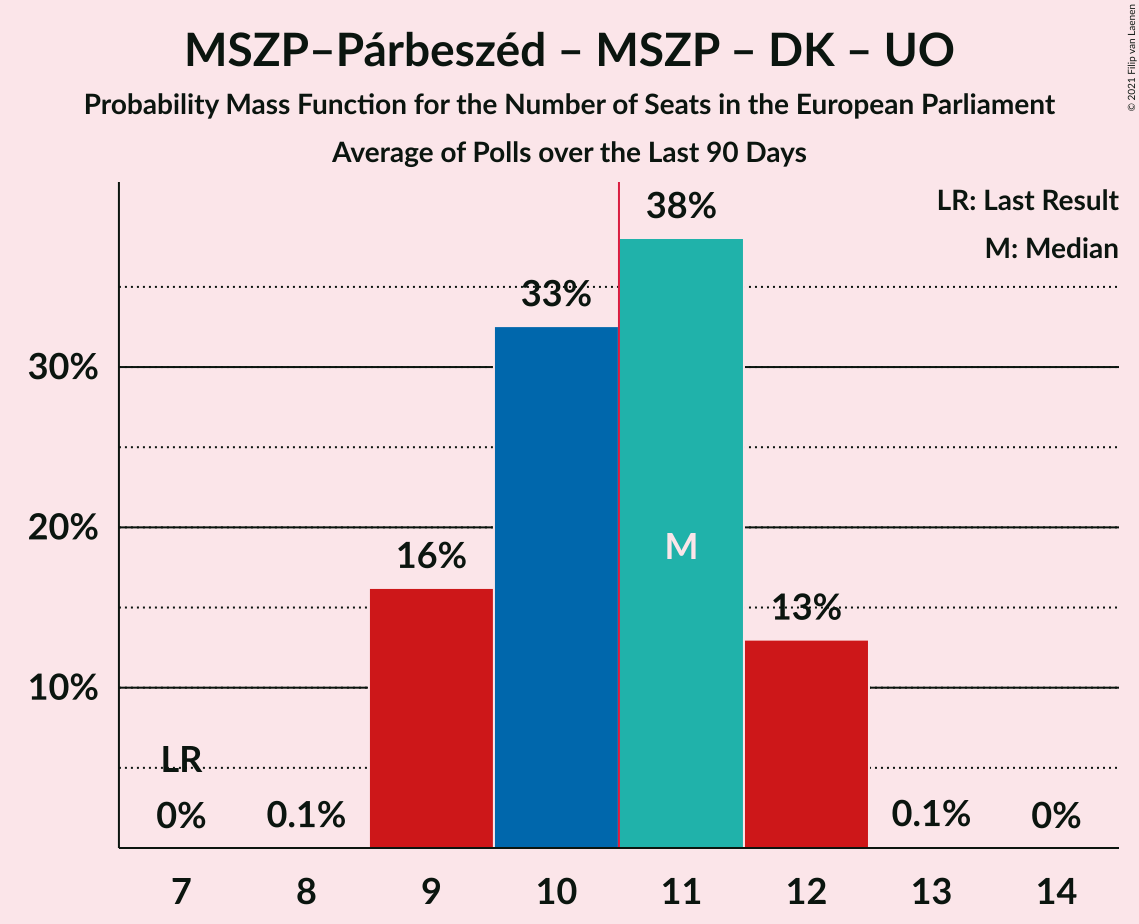 MSZP–Párbeszéd – MSZP – DK – UO
Probability Mass Function for the Number of Seats in the European Parliament
Average of Polls over the Last 90 Days
© 2021 Filip van Laenen
LR: Last Result
M: Median
38%
33%
30%
20%
16%
M
13%
10%
LR
0%
0.1%
0.1%
0%
7
8
9
10
11
12
13
14